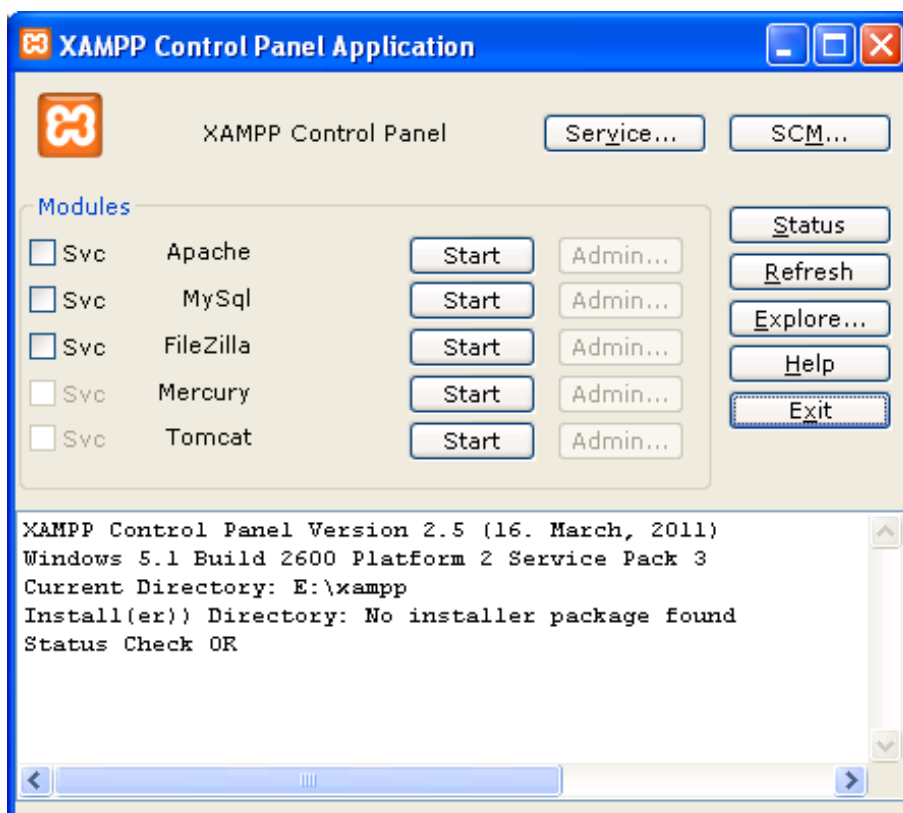 XAMPP Control Panel Application
XAMPP Control Panel Service... SCM...
Modules
Svc Apache Start Admin...
Svc MySql Start Admin...
Svc FileZilla Start Admin...
Svc Mercury Start Admin...
Svc Tomcat Start Admin...
Status
Refresh
Explore...
Help
Exit
XAMPP Control Panel Version 2.5 (16. March, 2011)
Windows 5.1 Build 2600 Platform 2 Service Pack 3
Current Directory: E:\xampp
Install(er)) Directory: No installer package found
Status Check OK